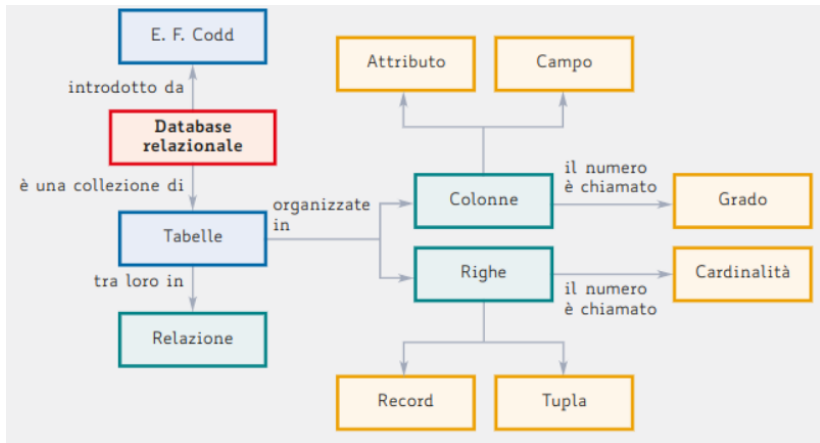 E. F. Codd
introdotto da
Database
relazionale
è una collezione di
Tabelle
tra loro in
Relazione
organizzate
in
Attributo
Campo
Colonne
il numero
è chiamato
Grado
Righe
il numero
è chiamato
Cardinalità
Record
Tupla